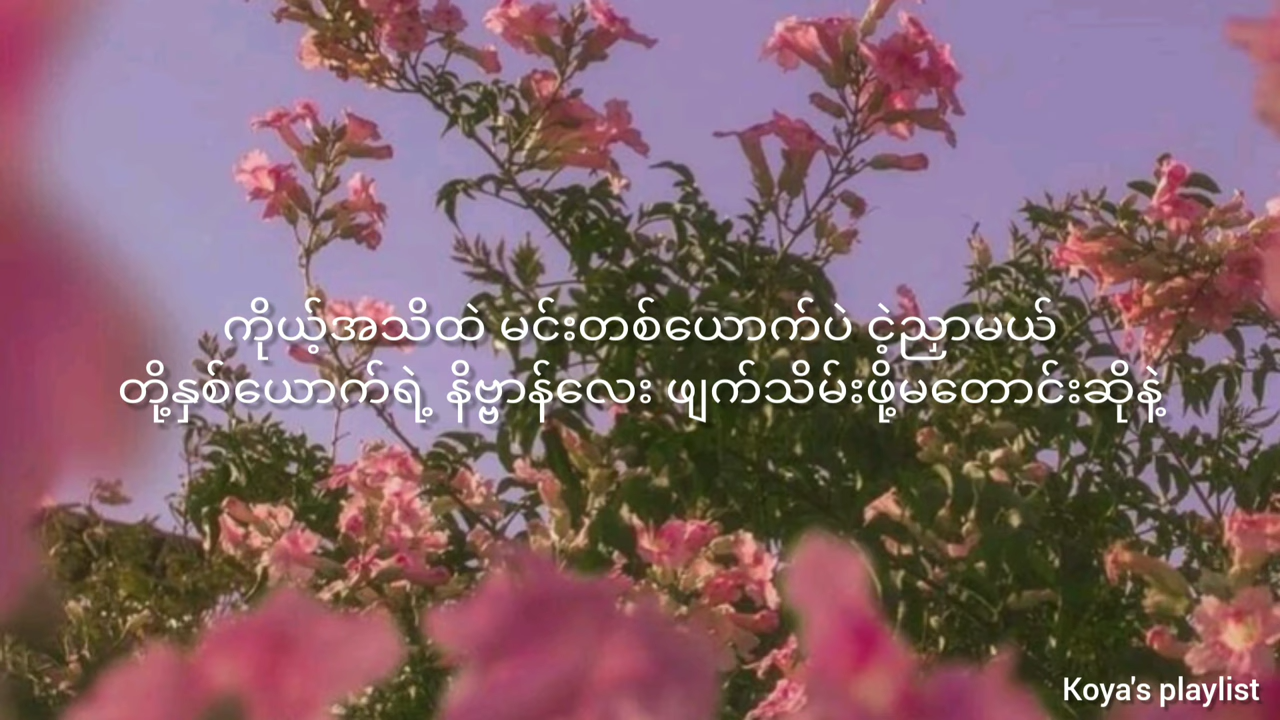 ကိုယ့်အသိထဲ မင်းတစ်ယောက်ပဲ ငဲ့ညှာမယ်
တို့နှစ်ယောက်ရဲ့ နိဗ္ဗာန်လေး ဖျက်သိမ်းဖို့မတောင်းဆိုနဲ့
Koya's playlist